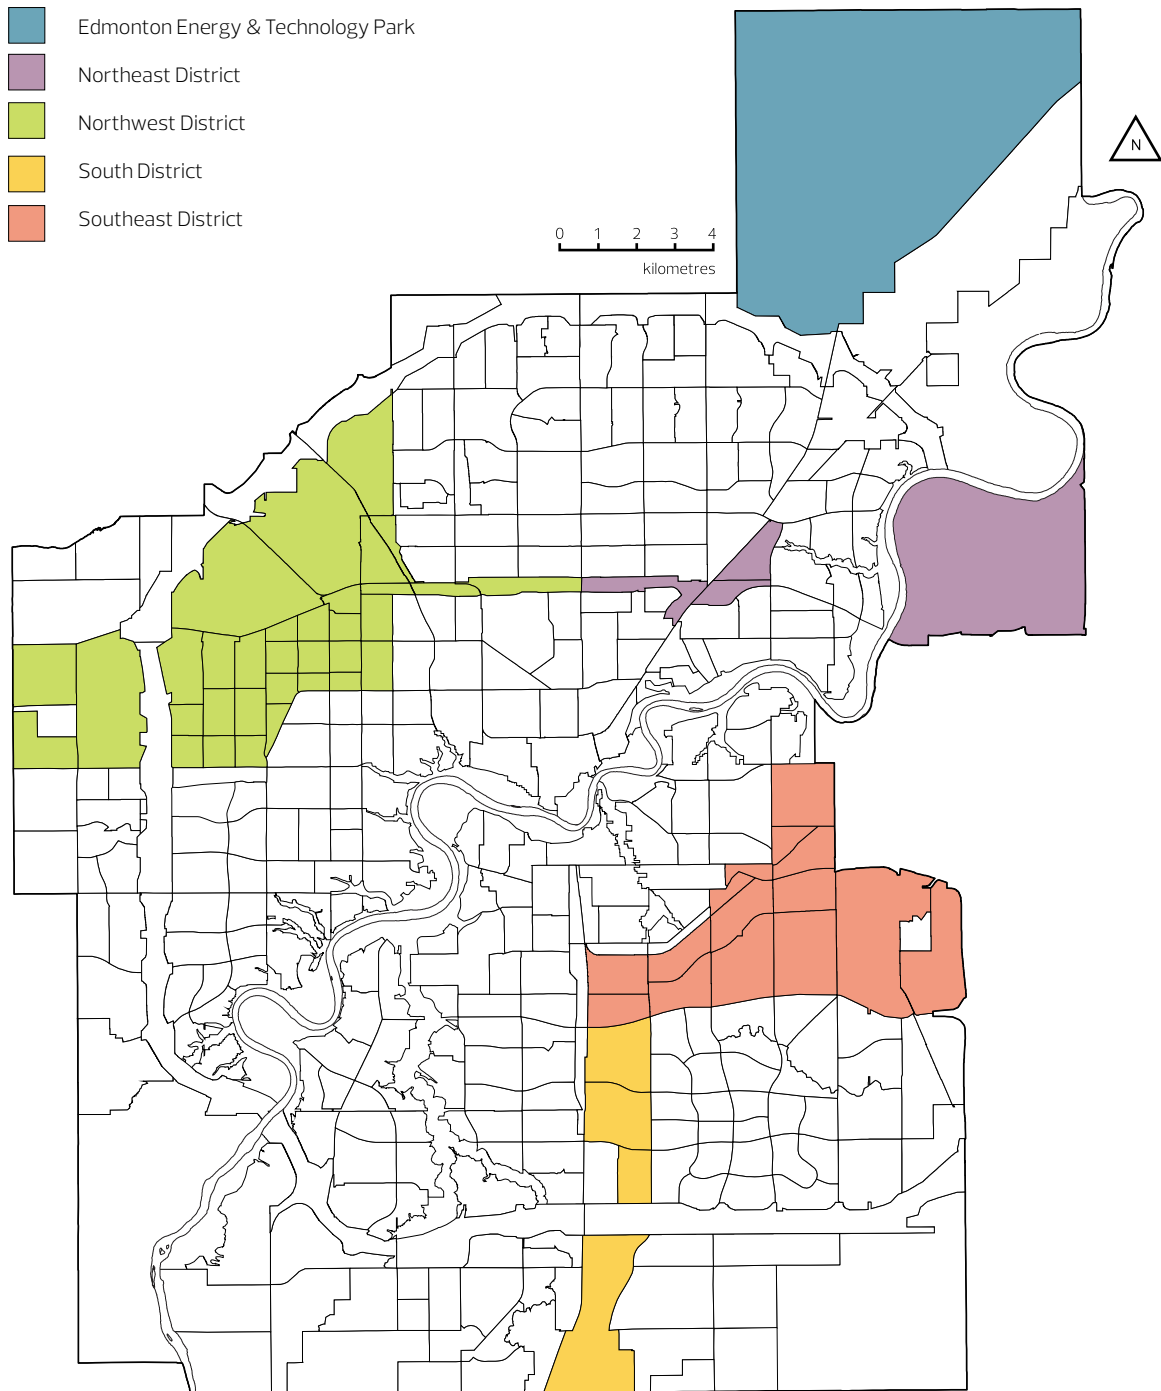 Edmonton Energy & Technology Park
Northeast District
Northwest District
South District
Southeast District
N
0 1 2 3 4
kilometres